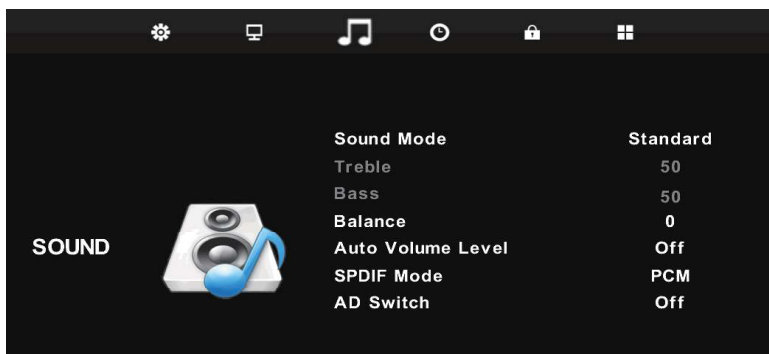 Sound Mode Standard
Treble 50
Bass 50
Balance 0
SOUND
Auto Volume Level Off
SPDIF Mode PCM
AD Switch Off